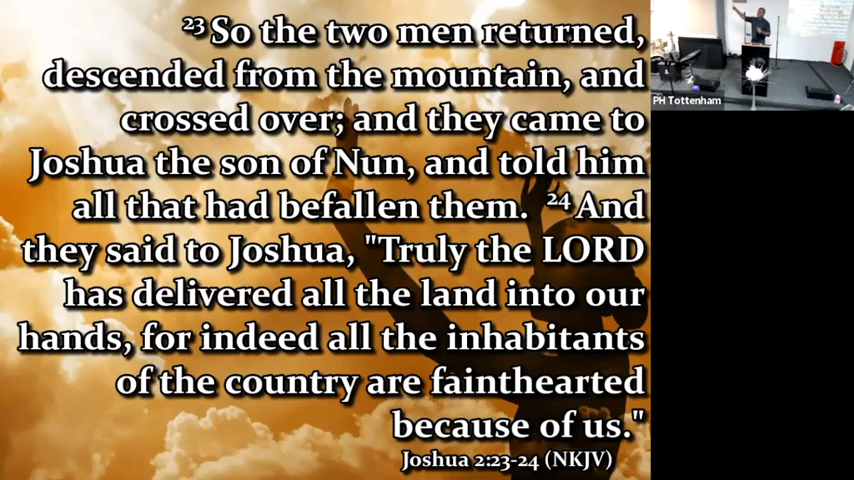 23 So the two men returned,
descended from the mountain, and
crossed over; and they came to
Joshua the son of Nun, and told him
all that had befallen them. 24 And
they said to Joshua, "Truly the LORD
has delivered all the land into our
hands, for indeed all the inhabitants
of the country are fainthearted
because of us."
Joshua 2:23-24 (NKJV)
PH Tottenham